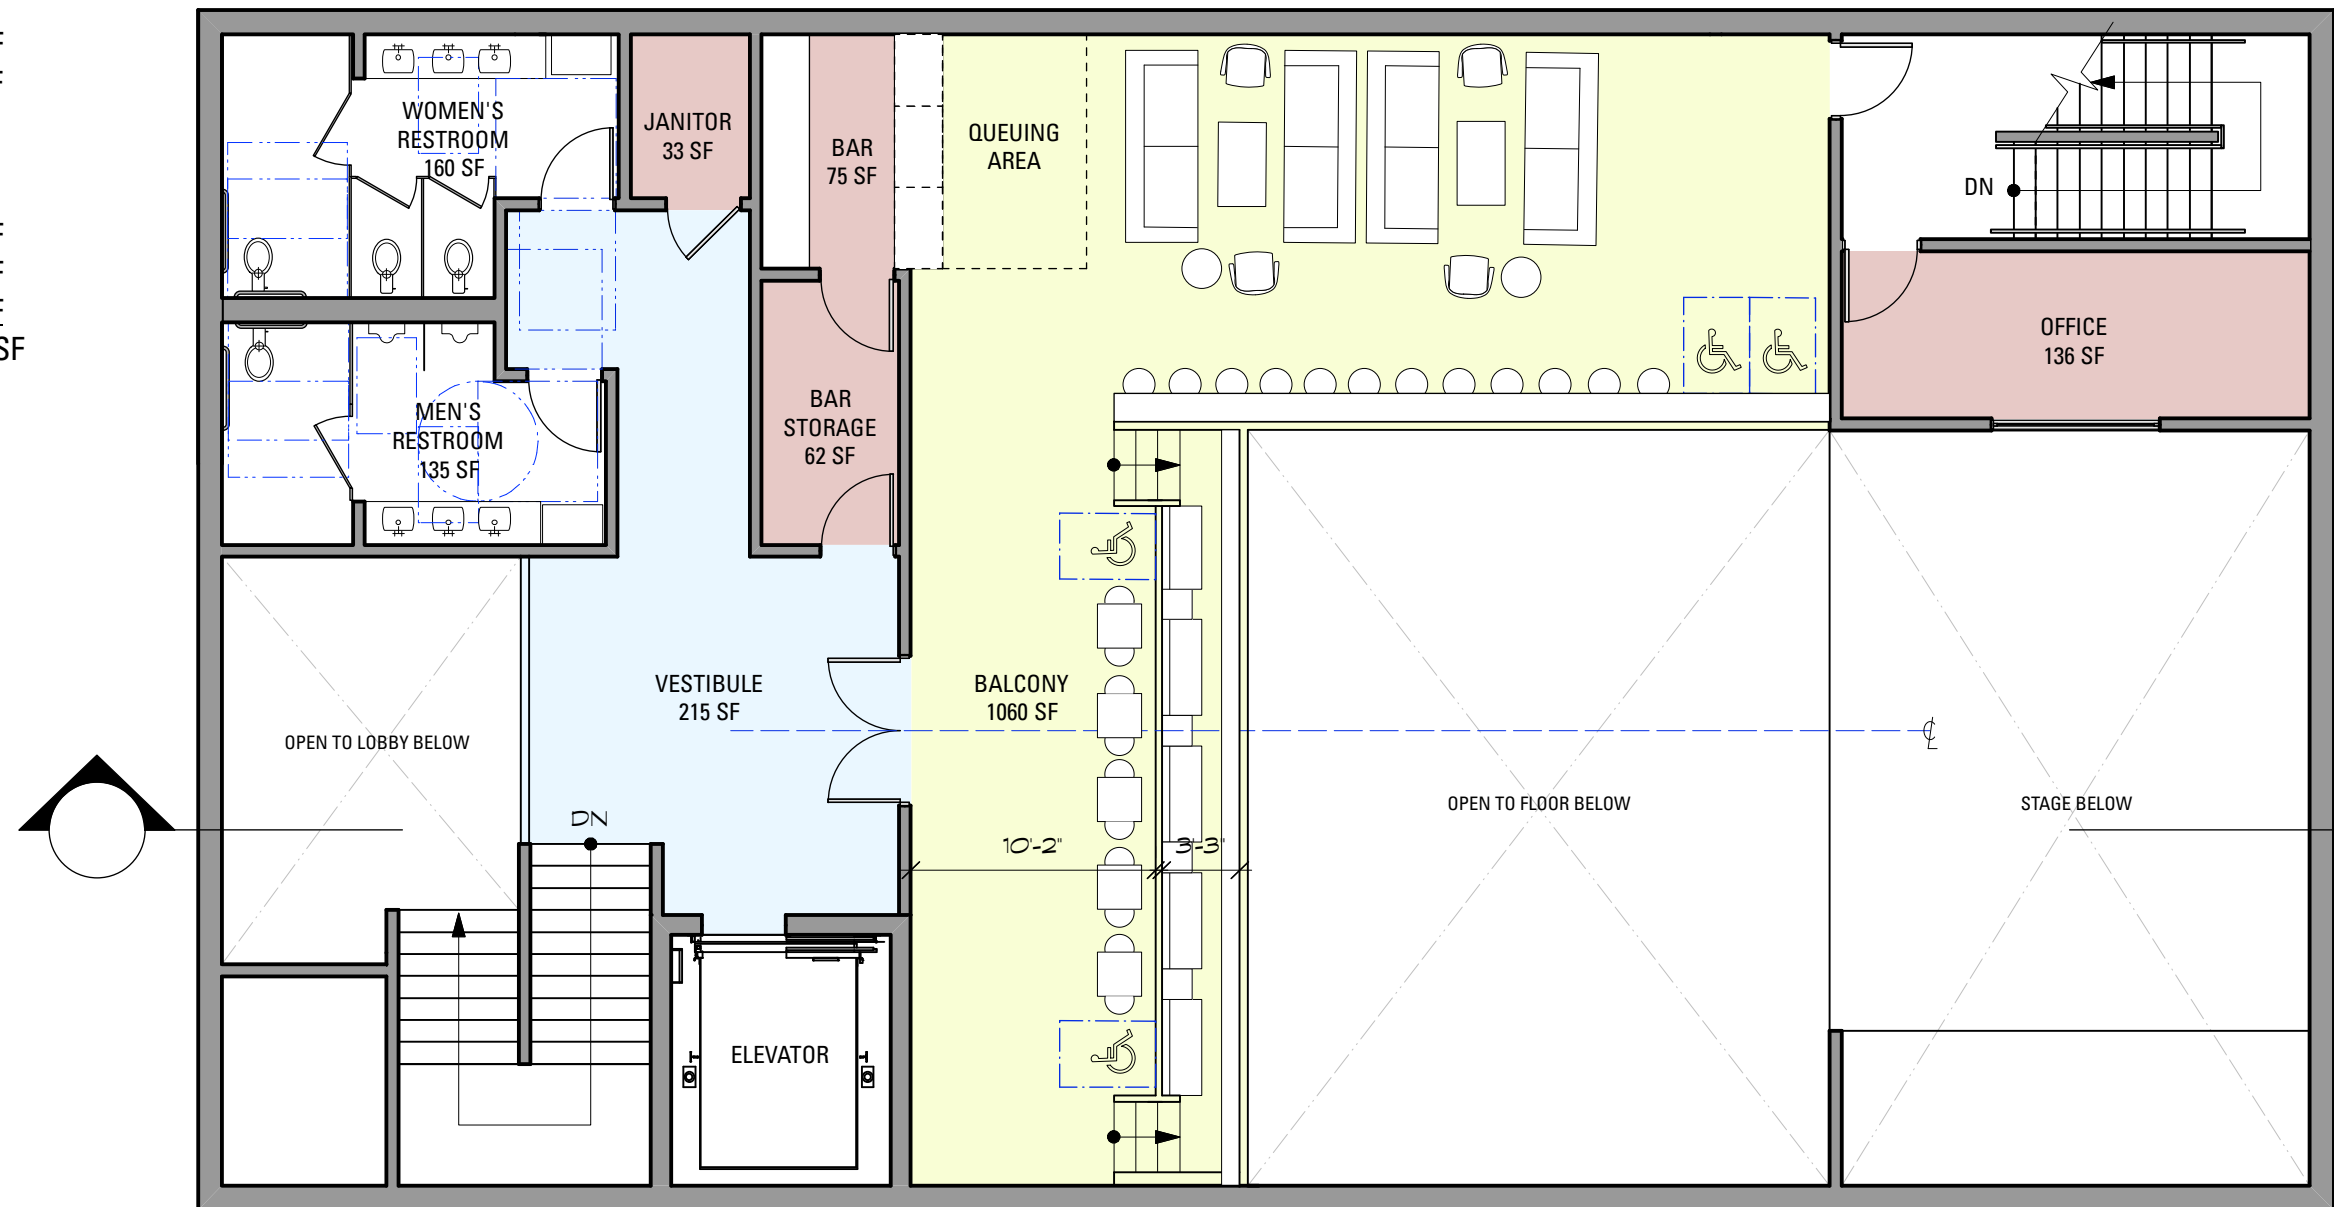 SF
WOMEN'S
RESTROOM
160 SF
JANITOR
33 SF
BAR
75 SF
QUEUING
AREA
DN
OFFICE
136 SF
MEN'S
RESTROOM
135 SF
BAR
STORAGE
62 SF
VESTIBULE
215 SF
BALCONY
1060 SF
OPEN TO LOBBY BELOW
OPEN TO FLOOR BELOW
STAGE BELOW
DN
10'-2"
3'-3"
ELEVATOR